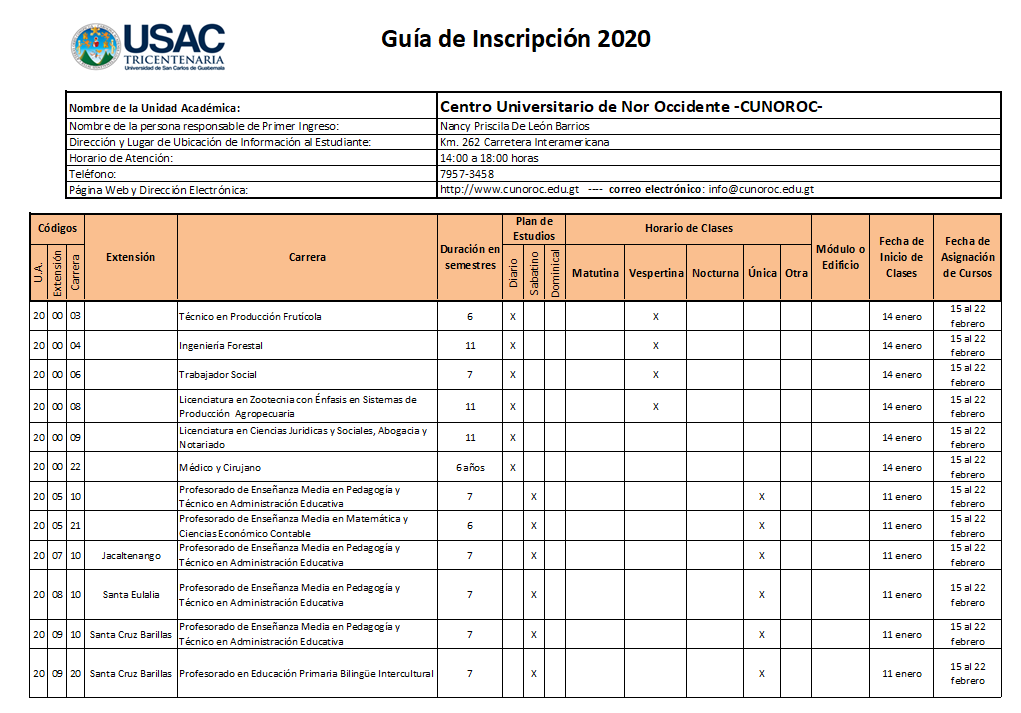 USAC
TRICENTENARIA
Universidad de San Carlos de Guatemala
Guía de Inscripción 2020
Nombre de la Unidad Académica: Centro Universitario de Nor Occidente -CUNOROC-
Nombre de la persona responsable de Primer Ingreso: Nancy Priscila De León Barrios
Dirección y Lugar de Ubicación de Información al Estudiante: Km. 262 Carretera Interamericana
Horario de Atención: 14:00 a 18:00 horas
Teléfono: 7957-3458
Página Web y Dirección Electrónica: http://www.cunoroc.edu.gt ---- correo electrónico: info@cunoroc.edu.gt
Códigos
U.A. Extensión Carrera
Extensión
Carrera
Duración en
semestres
Plan de
Estudios
Diario Sabatino Dominical
Horario de Clases
Matutina Vespertina Nocturna Única Otra
Módulo o
Edificio
Fecha de
Inicio de
Clases
Fecha de
Asignación
de Cursos
20 00 03 Técnico en Producción Frutícola 6 X X 14 enero 15 al 22
febrero
20 00 04 Ingeniería Forestal 11 X X 14 enero 15 al 22
febrero
20 00 06 Trabajador Social 7 X X 14 enero 15 al 22
febrero
20 00 08 Licenciatura en Zootecnia con Énfasis en Sistemas de
Producción Agropecuaria 11 X X 14 enero 15 al 22
febrero
20 00 09 Licenciatura en Ciencias Juridicas y Sociales, Abogacia y
Notariado 11 X 14 enero 15 al 22
febrero
20 00 22 Médico y Cirujano 6 años X 14 enero 15 al 22
febrero
20 05 10 Profesorado de Enseñanza Media en Pedagogía y
Técnico en Administración Educativa 7 X X 11 enero 15 al 22
febrero
20 05 21 Profesorado de Enseñanza Media en Matemática y
Ciencias Económico Contable 6 X X 11 enero 15 al 22
febrero
20 07 10 Jacaltenango Profesorado de Enseñanza Media en Pedagogía y
Técnico en Administración Educativa 7 X X 11 enero 15 al 22
febrero
20 08 10 Santa Eulalia Profesorado de Enseñanza Media en Pedagogía y
Técnico en Administración Educativa 7 X X 11 enero 15 al 22
febrero
20 09 10 Santa Cruz Barillas Profesorado de Enseñanza Media en Pedagogía y
Técnico en Administración Educativa 7 X X 11 enero 15 al 22
febrero
20 09 20 Santa Cruz Barillas Profesorado en Educación Primaria Bilingüe Intercultural 7 X X 11 enero 15 al 22
febrero